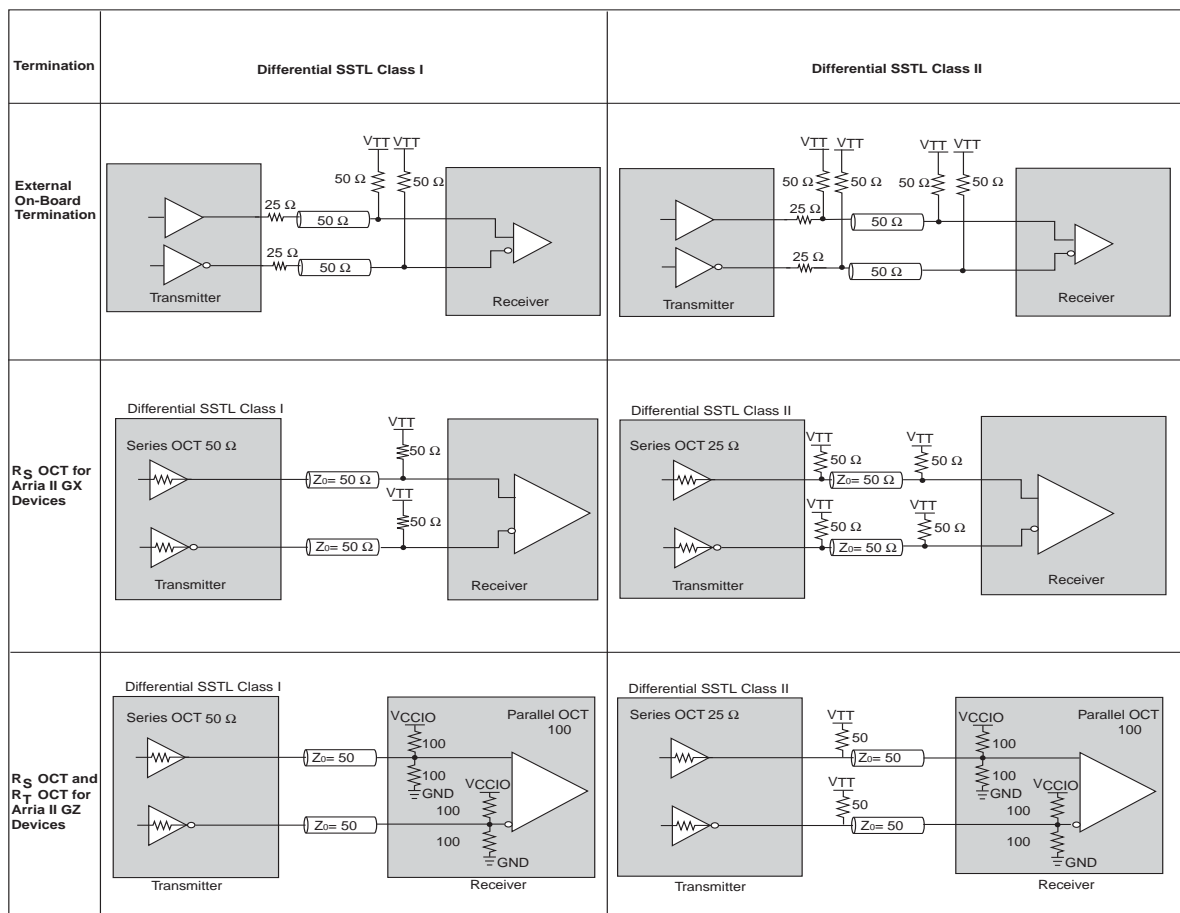 Termination
Differential SSTL Class I
Differential SSTL Class II
External
On-Board
Termination
VTT VTT
50 Ω 50 Ω
25 Ω
50 Ω
25 Ω
50 Ω
Transmitter
Receiver
VTT VTT VTT VTT
50 Ω 50 Ω 50 Ω 50 Ω
25 Ω
50 Ω
25 Ω
50 Ω
Transmitter
Receiver
RS OCT for
Arria II GX
Devices
Differential SSTL Class I
Series OCT 50 Ω
VTT
50 Ω
Z0= 50 Ω
VTT
50 Ω
Z0= 50 Ω
Transmitter
Receiver
Differential SSTL Class II
Series OCT 25 Ω
VTT VTT
50 Ω 50 Ω
Z0= 50 Ω
VTT VTT
50 Ω 50 Ω
Z0= 50 Ω
Transmitter
Receiver
RS OCT and
RT OCT for
Arria II GZ
Devices
Differential SSTL Class I
Series OCT 50 Ω
Z0= 50
VCCIO
Parallel OCT
100
100
100
GND
VCCIO
100
Z0= 50
100
GND
Transmitter
Receiver
Differential SSTL Class II
Series OCT 25 Ω
VTT
50
Z0= 50
VCCIO
Parallel OCT
100
100
100
GND
VTT
50
VCCIO
100
Z0= 50
100
GND
Transmitter
Receiver